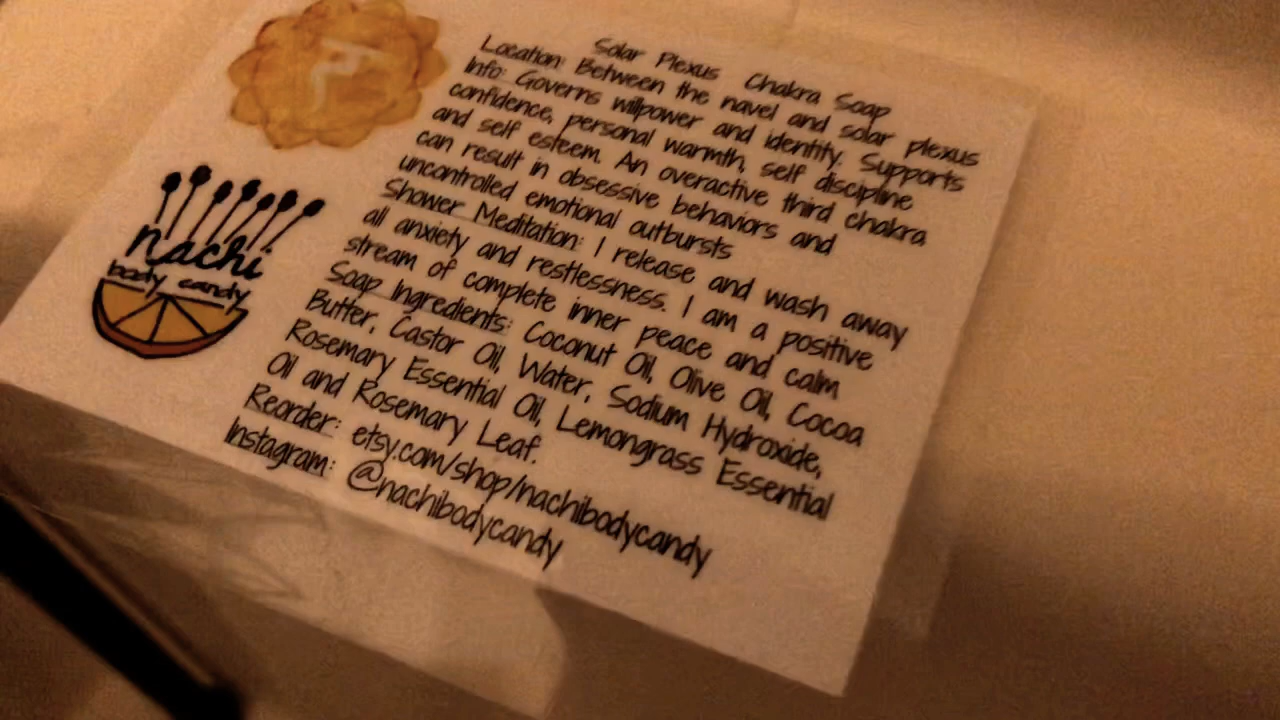 Solar Plexus Chakra Soap
Location: Between the navel and solar plexus
Info: Governs willpower and identity. Supports
confidence, personal warmth, self discipline
and self esteem. An overactive third chakra
can result in obsessive behaviors and
uncontrolled emotional outbursts
Shower Meditation: I release and wash away
all anxiety and restlessness. I am a positive
stream of complete inner peace and calm
Soap Ingredients: Coconut Oil, Olive Oil, Cocoa
Butter, Castor Oil, Water, Sodium Hydroxide,
Rosemary Essential Oil, Lemongrass Essential
Oil and Rosemary Leaf.
Reorder: etsy.com/shop/nachibodycandy
Instagram: @nachibodycandy
nachi
body candy